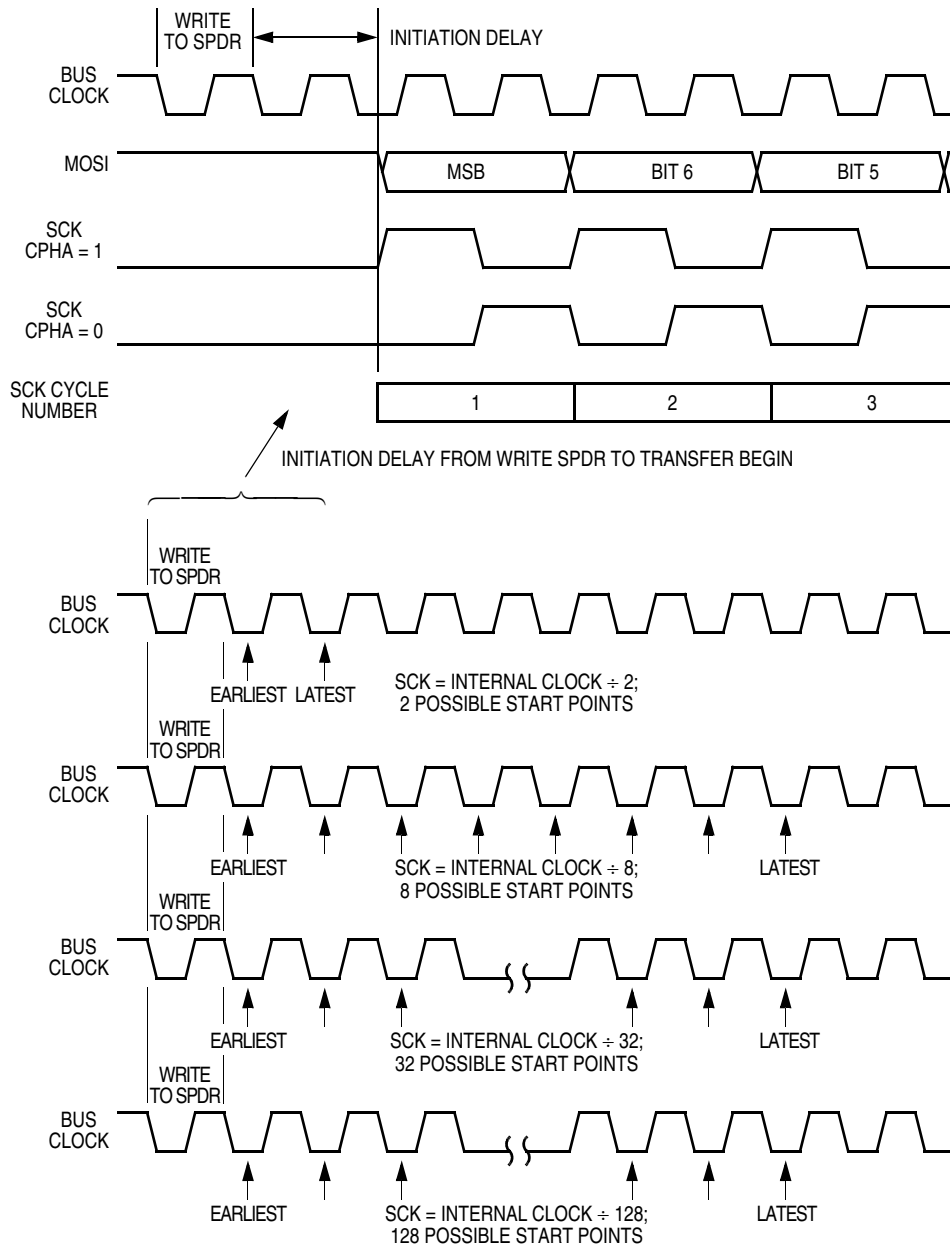 WRITE
TO SPDR
INITIATION DELAY
BUS
CLOCK
MOSI
MSB
BIT 6
BIT 5
SCK
CPHA = 1
SCK
CPHA = 0
SCK CYCLE
NUMBER
1
2
3
INITIATION DELAY FROM WRITE SPDR TO TRANSFER BEGIN
WRITE
TO SPDR
BUS
CLOCK
EARLIEST
LATEST
SCK = INTERNAL CLOCK ÷ 2;
2 POSSIBLE START POINTS
WRITE
TO SPDR
BUS
CLOCK
EARLIEST
SCK = INTERNAL CLOCK ÷ 8;
8 POSSIBLE START POINTS
LATEST
WRITE
TO SPDR
BUS
CLOCK
EARLIEST
SCK = INTERNAL CLOCK ÷ 32;
32 POSSIBLE START POINTS
LATEST
WRITE
TO SPDR
BUS
CLOCK
EARLIEST
SCK = INTERNAL CLOCK ÷ 128;
128 POSSIBLE START POINTS
LATEST